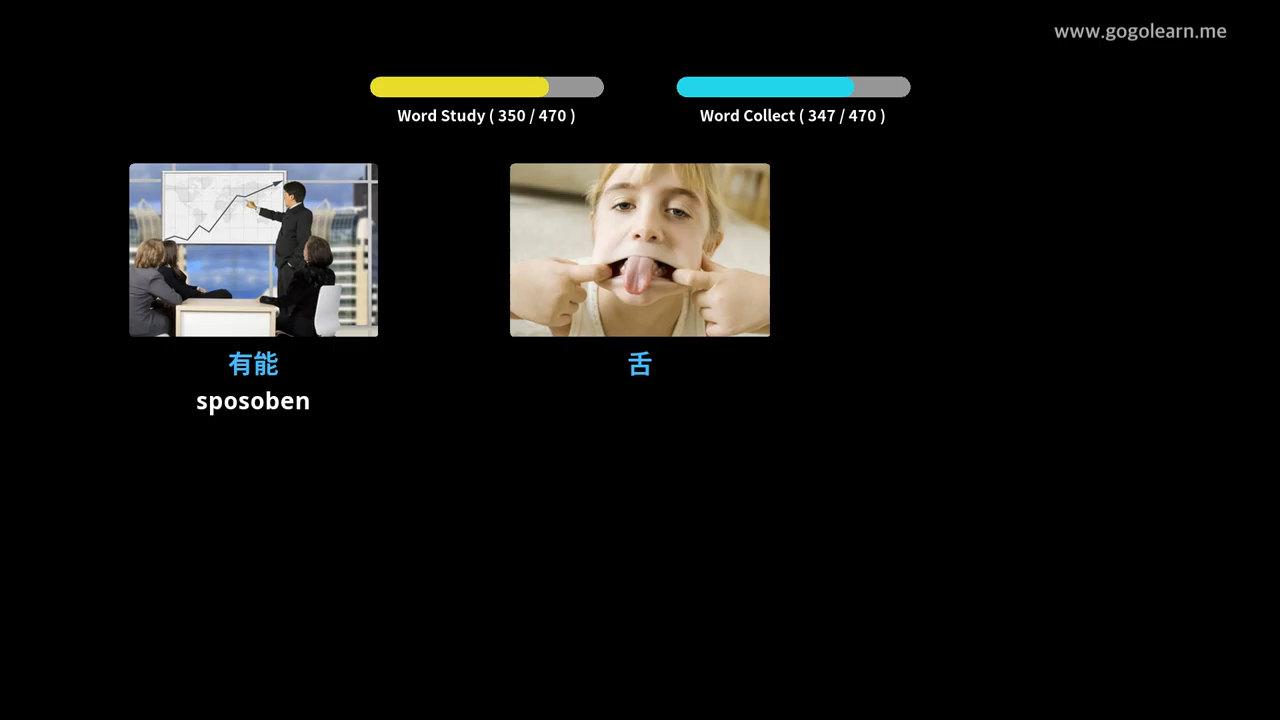 www.gogolearn.me
Word Study ( 350 / 470 )
Word Collect ( 347 / 470 )
有能
舌
sposoben